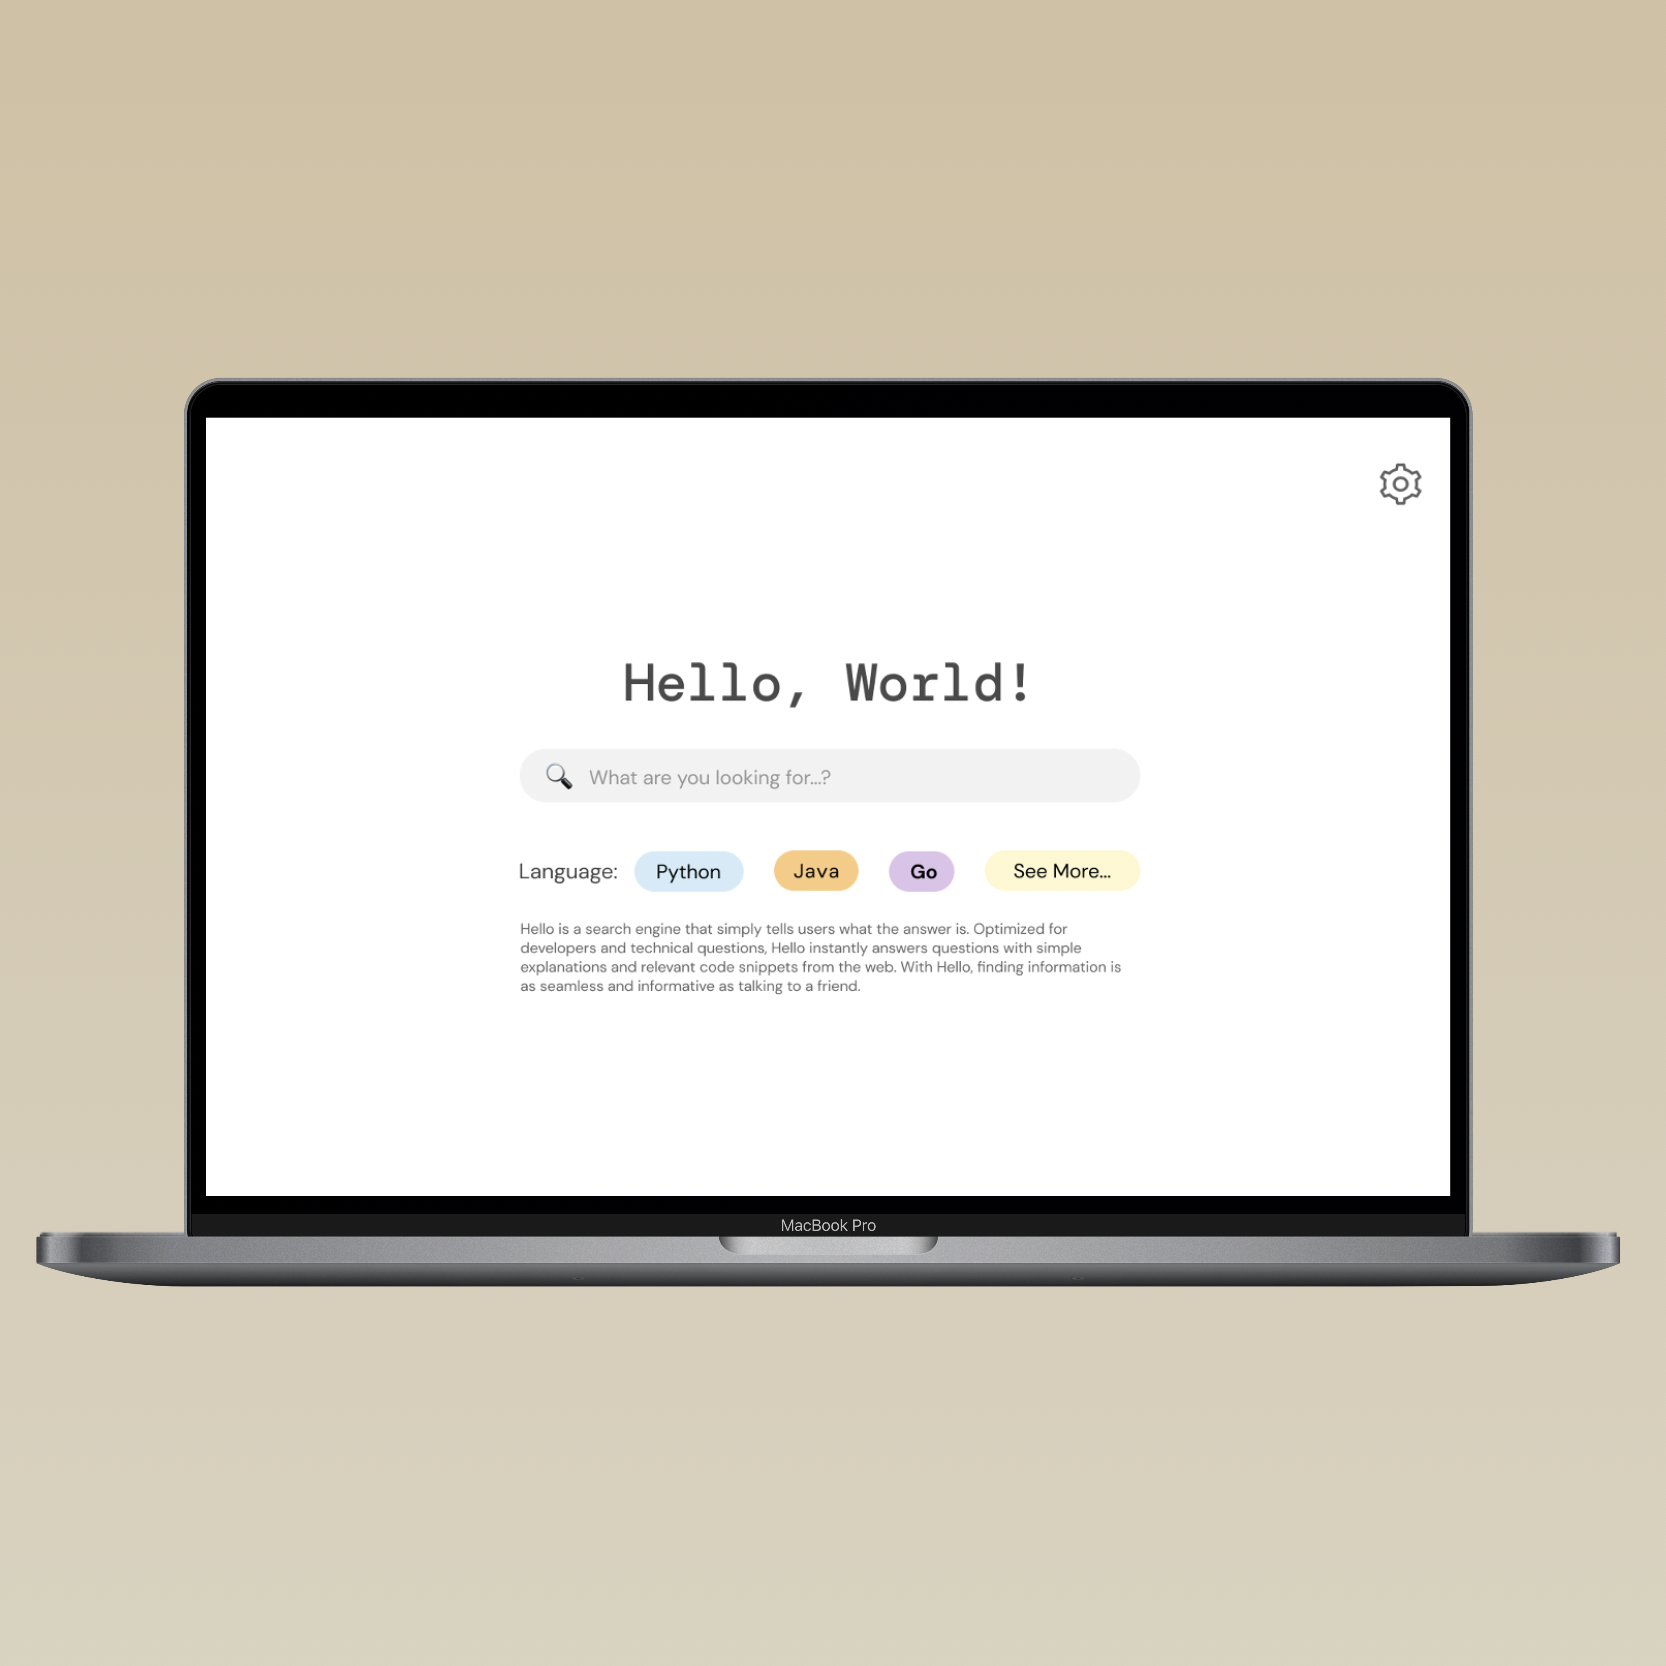 Hello, World!
What are you looking for...?
Language: Python Java Go See More...
Hello is a search engine that simply tells users what the answer is. Optimized for
developers and technical questions, Hello instantly answers questions with simple
explanations and relevant code snippets from the web. With Hello, finding information is
as seamless and informative as talking to a friend.
MacBook Pro